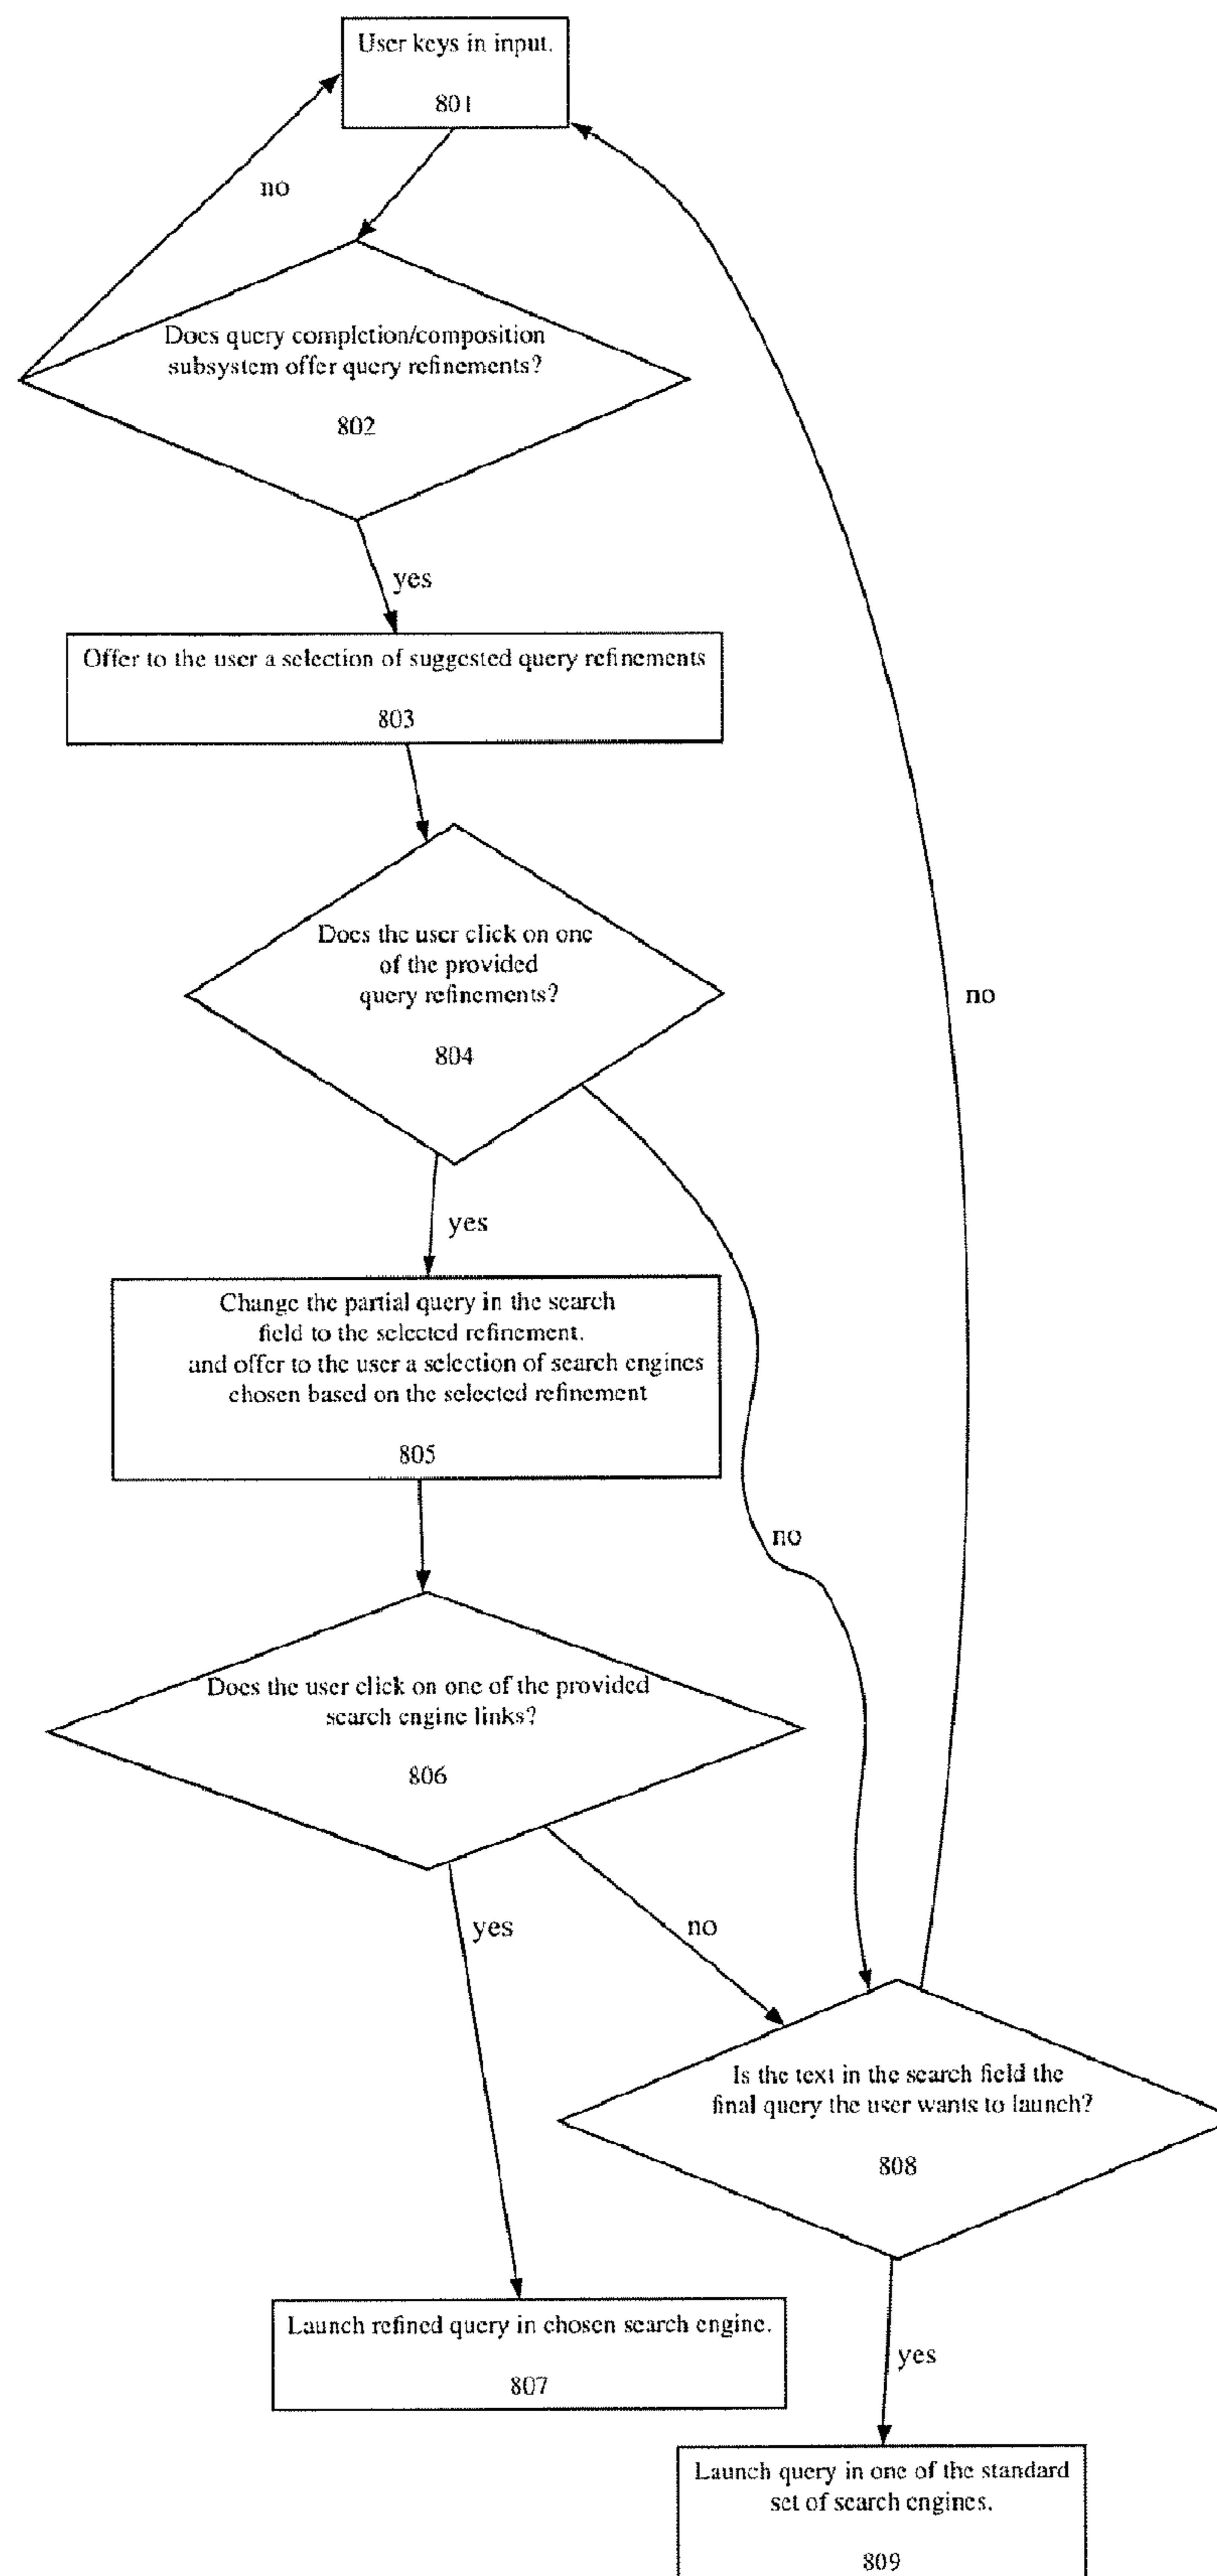 User keys in input.
801
no
Does query completion/composition
subsystem offer query refinements?
802
yes
Offer to the user a selection of suggested query refinements
803
Does the user click on one
of the provided
query refinements?
804
no
yes
Change the partial query in the search
field to the selected refinement.
and offer to the user a selection of search engines
chosen based on the selected refinement
805
no
Does the user click on one of the provided
search engine links?
806
yes
no
Is the text in the search field the
final query the user wants to launch?
808
Launch refined query in chosen search engine.
807
yes
Launch query in one of the standard
set of search engines.
809